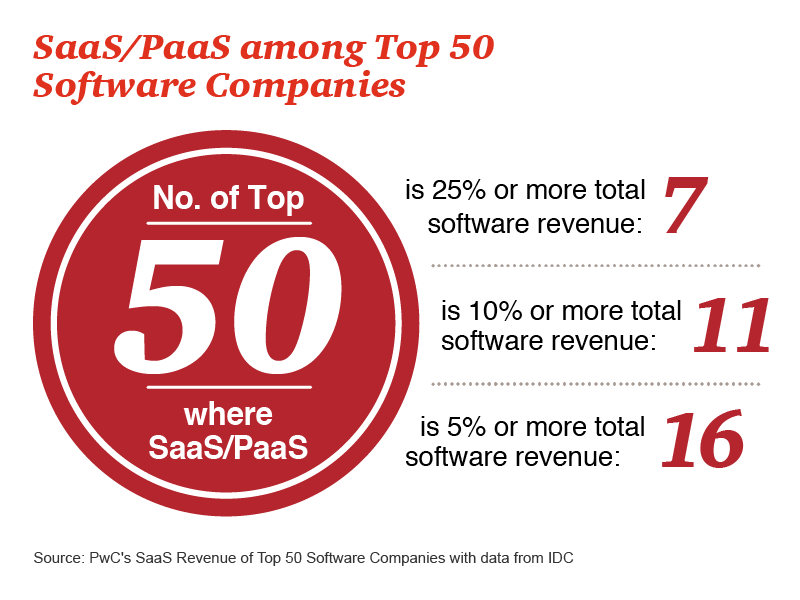 SaaS/PaaS among Top 50
Software Companies
No. of Top
50
where
SaaS/PaaS
is 25% or more total
software revenue:
7
is 10% or more total
software revenue:
11
is 5% or more total
software revenue:
16
Source: PwC's SaaS Revenue of Top 50 Software Companies with data from IDC